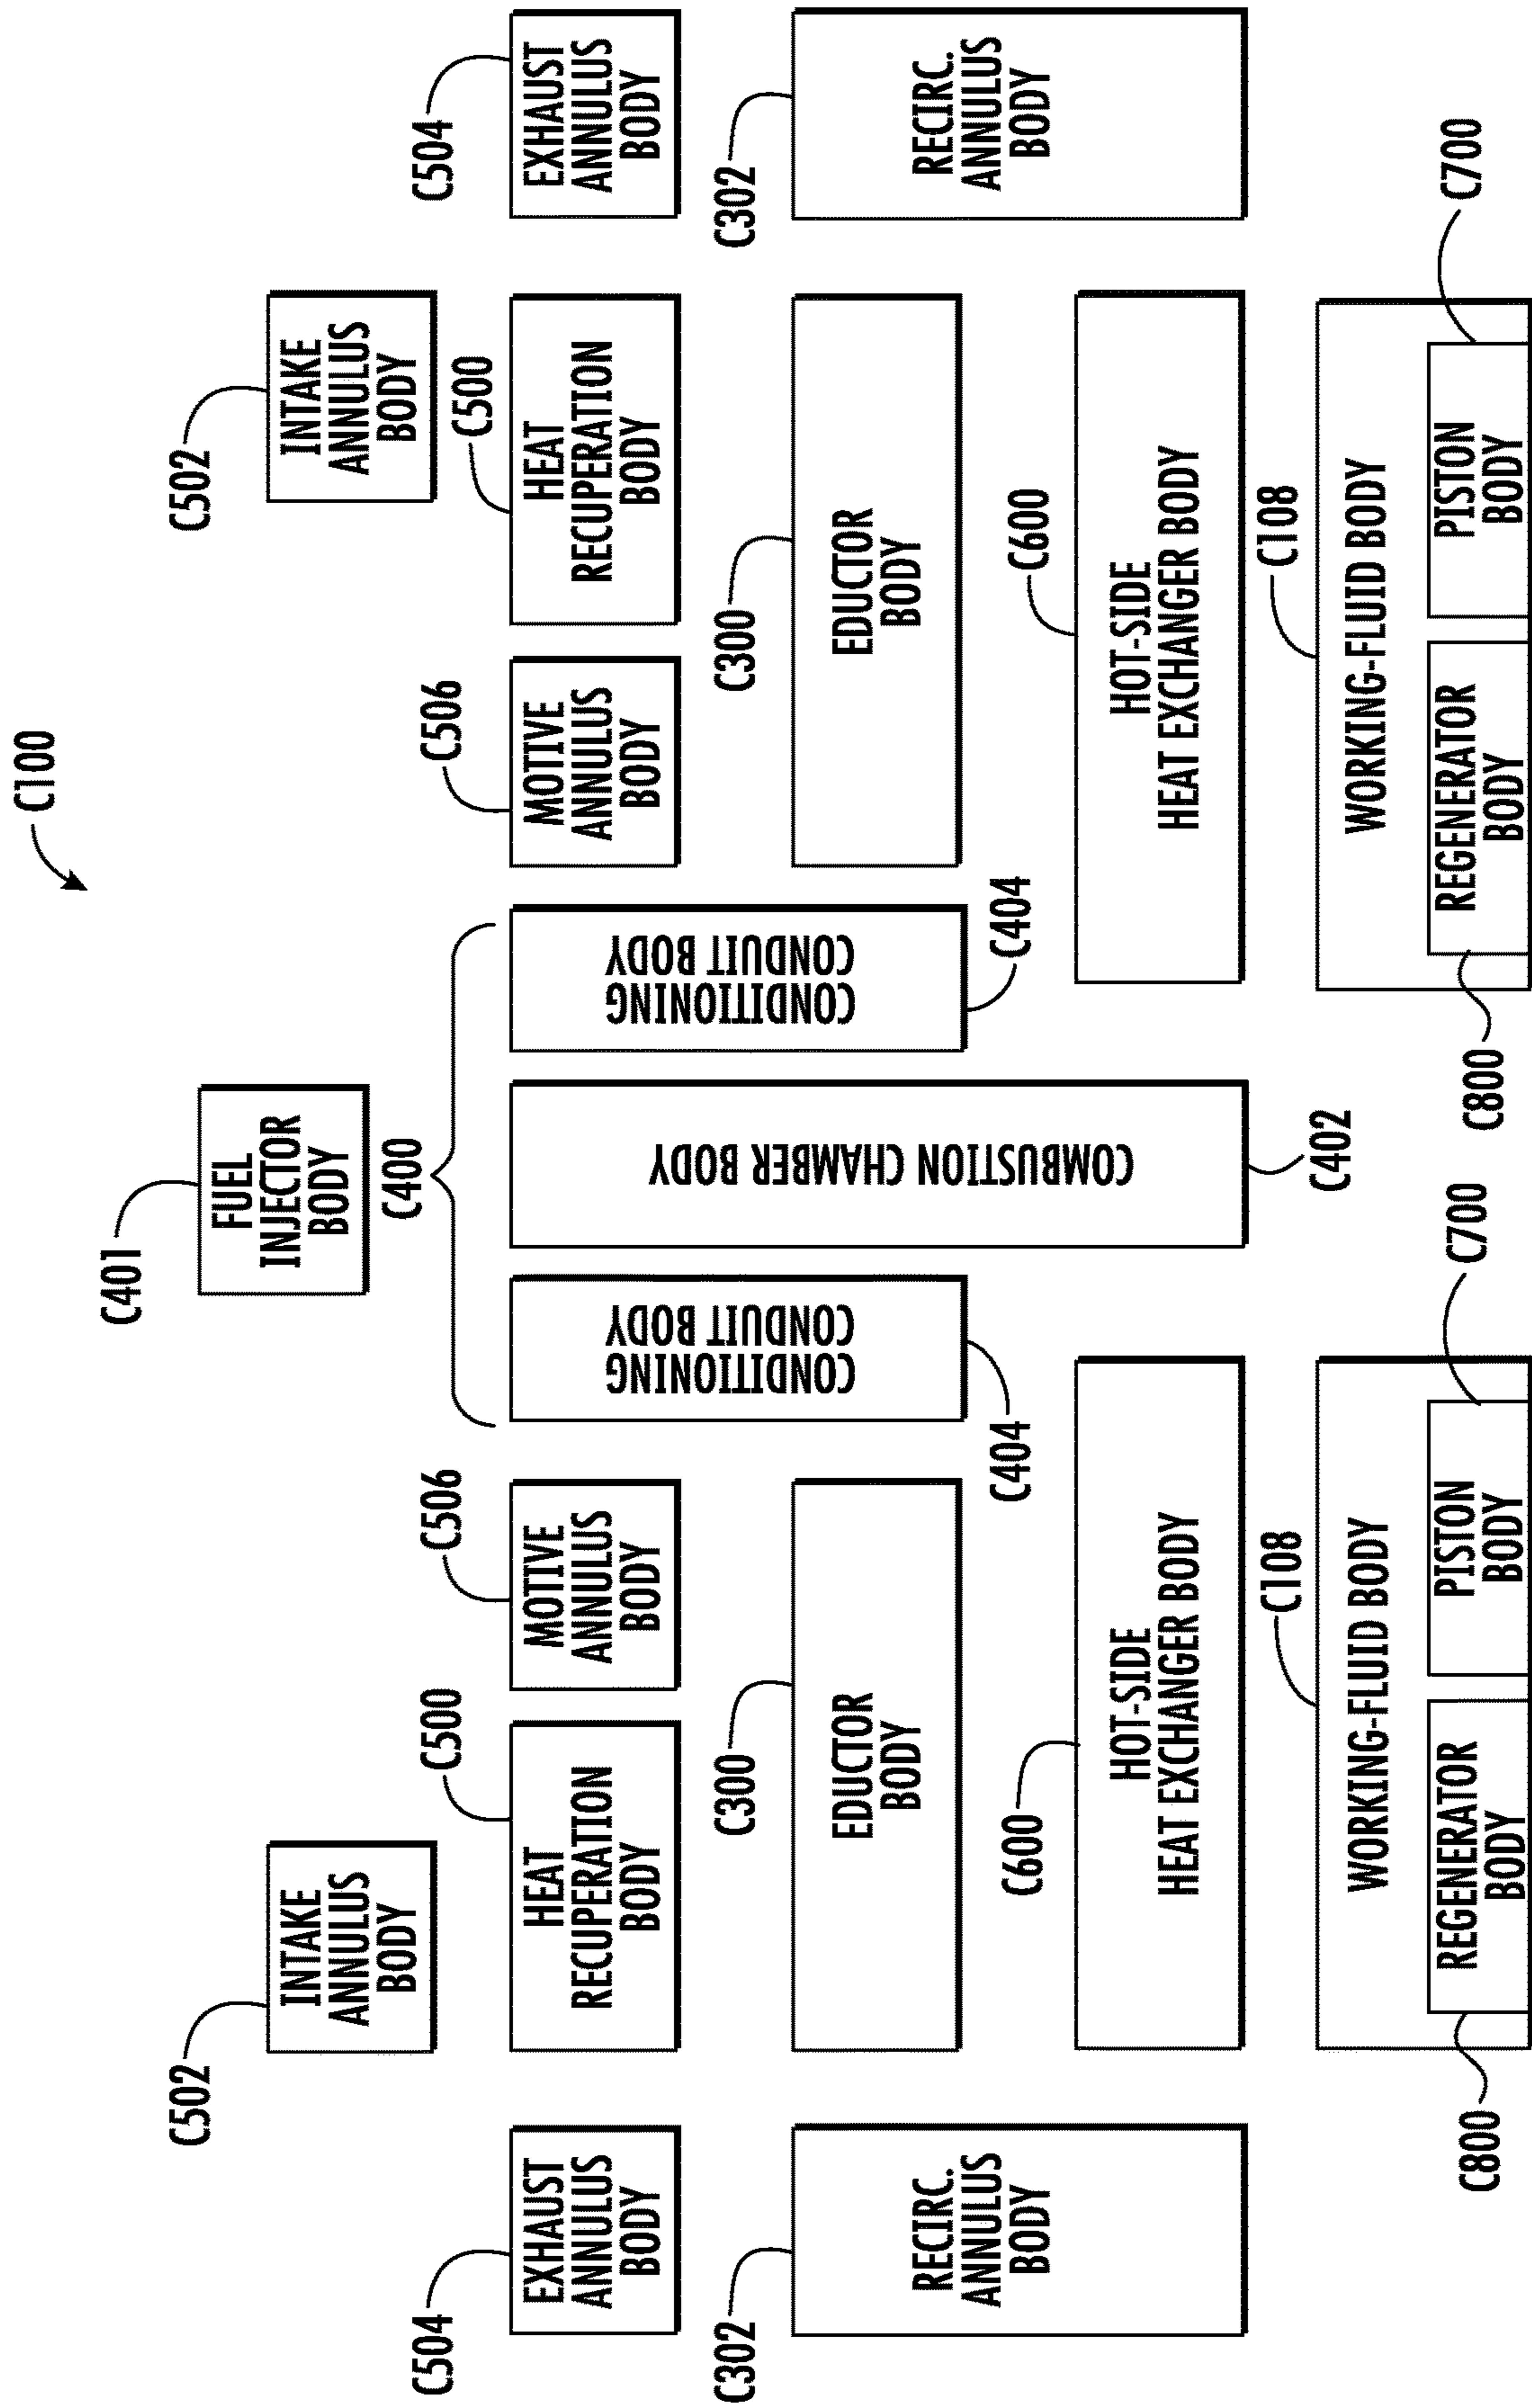 C100
C401
FUEL
INJECTOR
BODY
C502
INTAKE
ANNULUS
BODY
C502
INTAKE
ANNULUS
BODY
C400
C504
EXHAUST
ANNULUS
BODY
C500
HEAT
RECUPERATION
BODY
C506
MOTIVE
ANNULUS
BODY
CONDITIONING
CONDUIT BODY
C404
COMBUSTION CHAMBER BODY
C402
CONDITIONING
CONDUIT BODY
C404
C506
MOTIVE
ANNULUS
BODY
C500
HEAT
RECUPERATION
BODY
C504
EXHAUST
ANNULUS
BODY
C302
RECIRC.
ANNULUS
BODY
C300
EDUCTOR
BODY
C300
EDUCTOR
BODY
C302
RECIRC.
ANNULUS
BODY
C600
HOT-SIDE
HEAT EXCHANGER BODY
C600
HOT-SIDE
HEAT EXCHANGER BODY
C108
WORKING-FLUID BODY
C800
REGENERATOR
BODY
C700
PISTON
BODY
C108
WORKING-FLUID BODY
C800
REGENERATOR
BODY
C700
PISTON
BODY